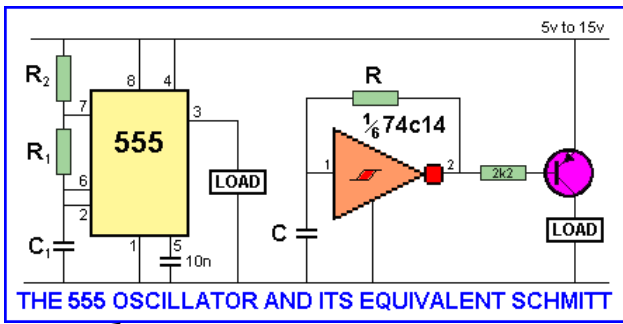 5v to 15v
R2
8
4
7
3
555
R1
6
2
LOAD
C1
1
5
10n
R
1/6 74c14
1
2
2k2
C
LOAD
THE 555 OSCILLATOR AND ITS EQUIVALENT SCHMITT